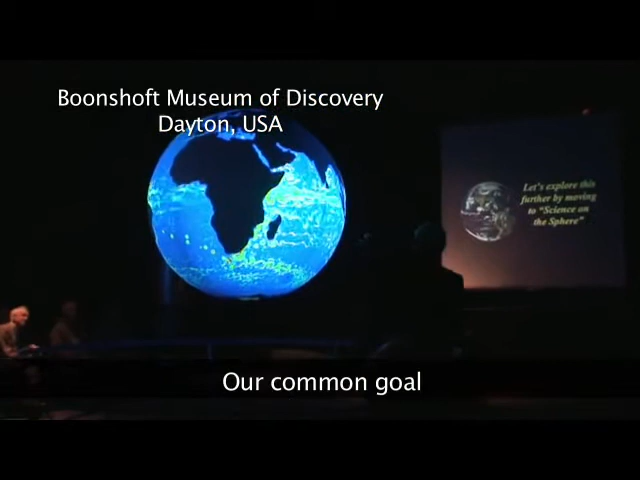 Boonshoft Museum of Discovery
Dayton, USA
Let's explore this
further by moving
to "Science on
the Sphere"
Our common goal